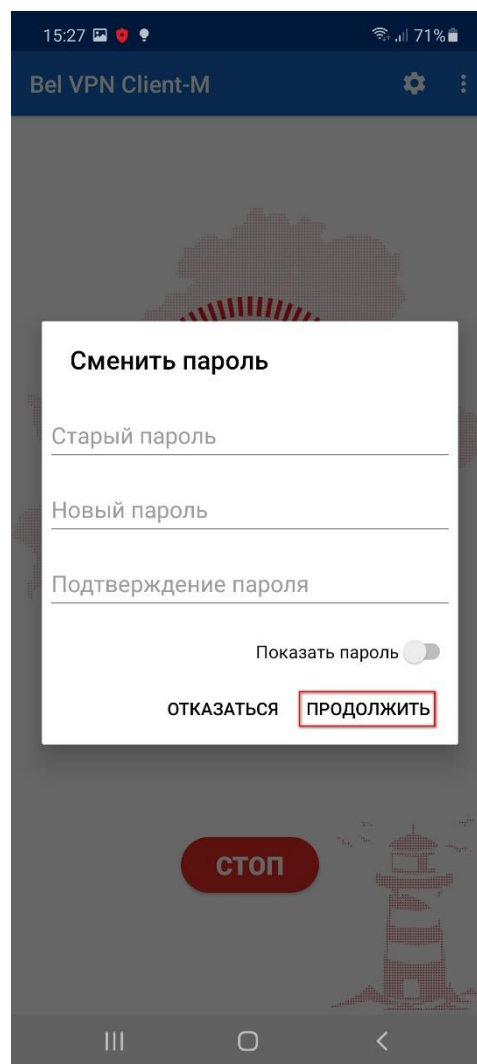 15:27 71%
Bel VPN Client-M
Сменить пароль
Старый пароль
Новый пароль
Подтверждение пароля
Показать пароль
ОТКАЗАТЬСЯ ПРОДОЛЖИТЬ
СТОП